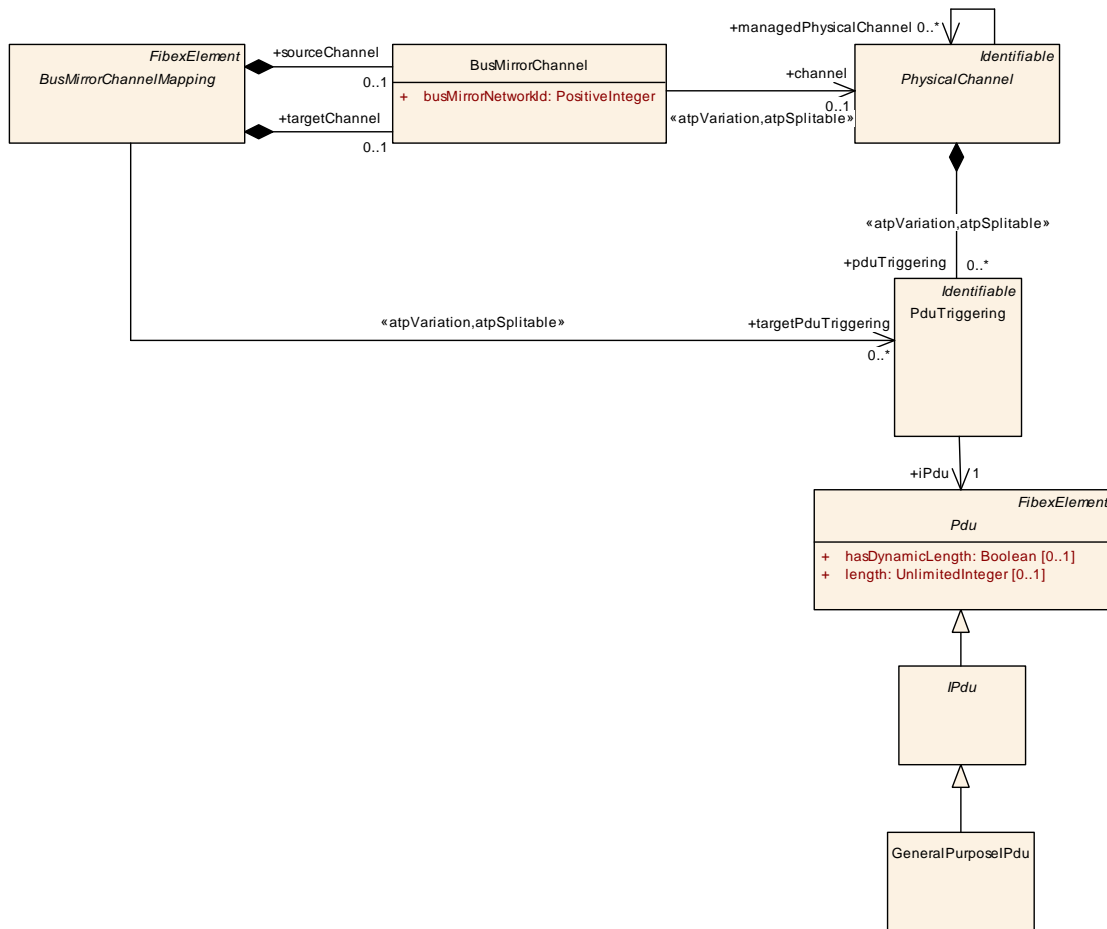 +managedPhysicalChannel 0..*
FibexElement
BusMirrorChannelMapping
+sourceChannel
0..1
BusMirrorChannel
+ busMirrorNetworkId: PositiveInteger
+channel
0..1
«atpVariation,atpSplitable»
Identifiable
PhysicalChannel
+targetChannel
0..1
«atpVariation,atpSplitable»
+pduTriggering 0..*
Identifiable
PduTriggering
«atpVariation,atpSplitable»
+targetPduTriggering
0..*
+iPdu 1
FibexElement
Pdu
+ hasDynamicLength: Boolean [0..1]
+ length: UnlimitedInteger [0..1]
IPdu
GeneralPurposeIPdu